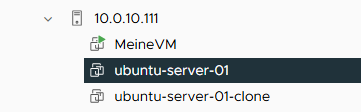 10.0.10.111
MeineVM
ubuntu-server-01
ubuntu-server-01-clone